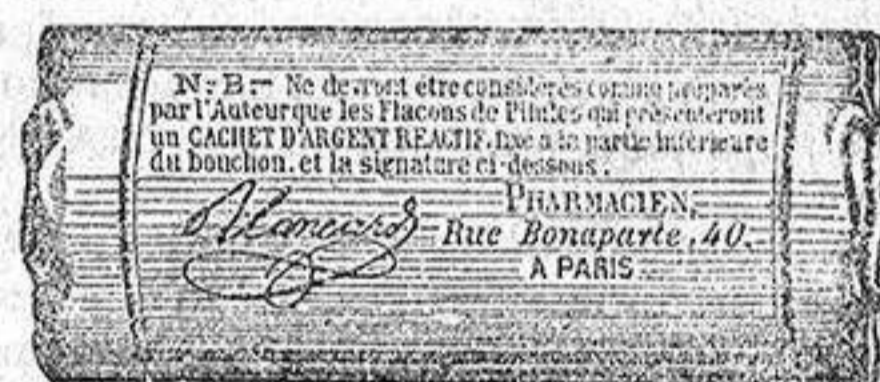 N. B.- Ne devront être considérés comme préparés
par l'Auteur que les Flacons de Pilules qui présenteront
un CACHET D'ARGENT RÉACTIF, fixé à la partie inférieure
du bouchon, et la signature ci-dessous.
Blancard
PHARMACIEN,
Rue Bonaparte, 40.
A PARIS